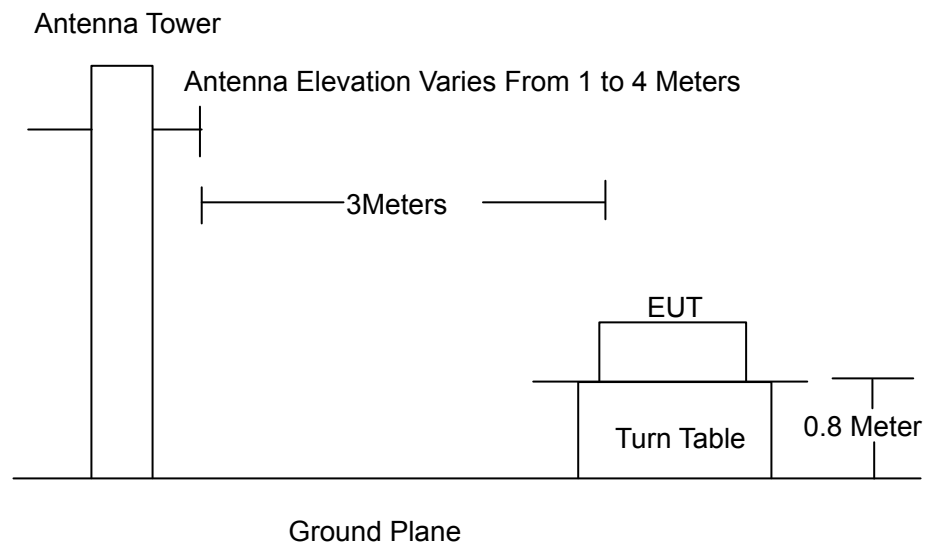 Antenna Tower
Antenna Elevation Varies From 1 to 4 Meters
3Meters
EUT
Turn Table
0.8 Meter
Ground Plane